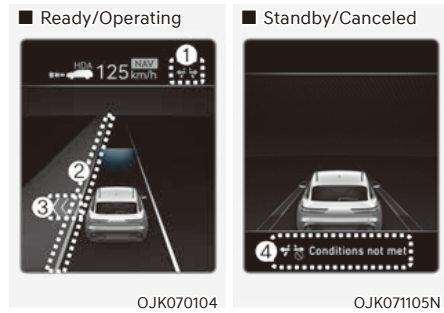 ■ Ready/Operating
1
HDA 125 km/h NAV
2
3
OJK070104
■ Standby/Canceled
4 Conditions not met
OJK071105N